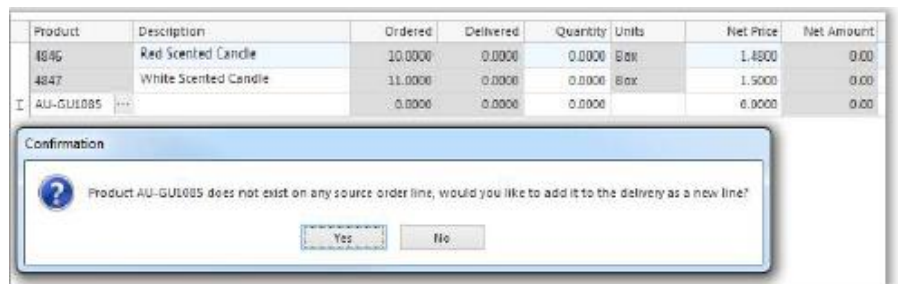 Product Description Ordered Delivered Quantity Units Net Price Net Amount
4846 Red Scented Candle 10.0000 0.0000 0.0000 Box 1.4800 0.00
4847 White Scented Candle 11.0000 0.0000 0.0000 Box 1.5000 0.00
AU-GU1085 ... 0.0000 0.0000 0.0000 0.0000 0.00
Confirmation
Product AU-GU1085 does not exist on any source order line, would you like to add it to the delivery as a new line?
Yes No